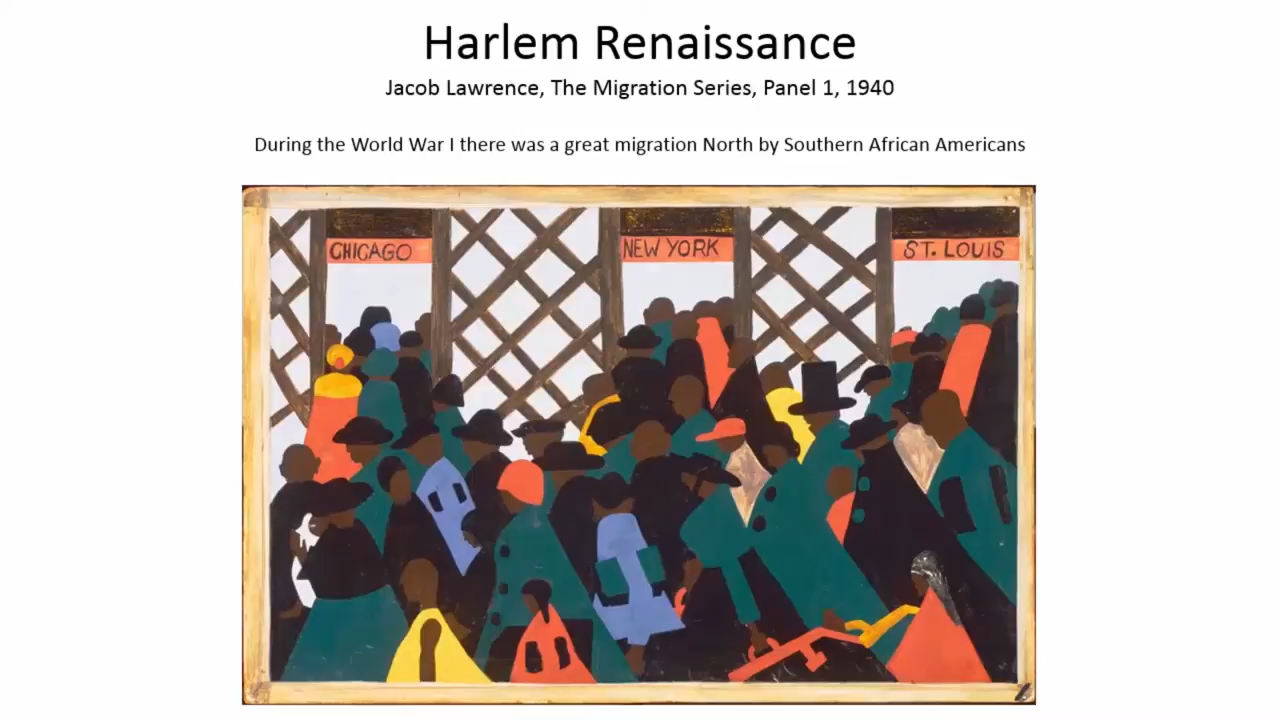 Harlem Renaissance
Jacob Lawrence, The Migration Series, Panel 1, 1940
During the World War I there was a great migration North by Southern African Americans
CHICAGO
NEW YORK
ST. LOUIS